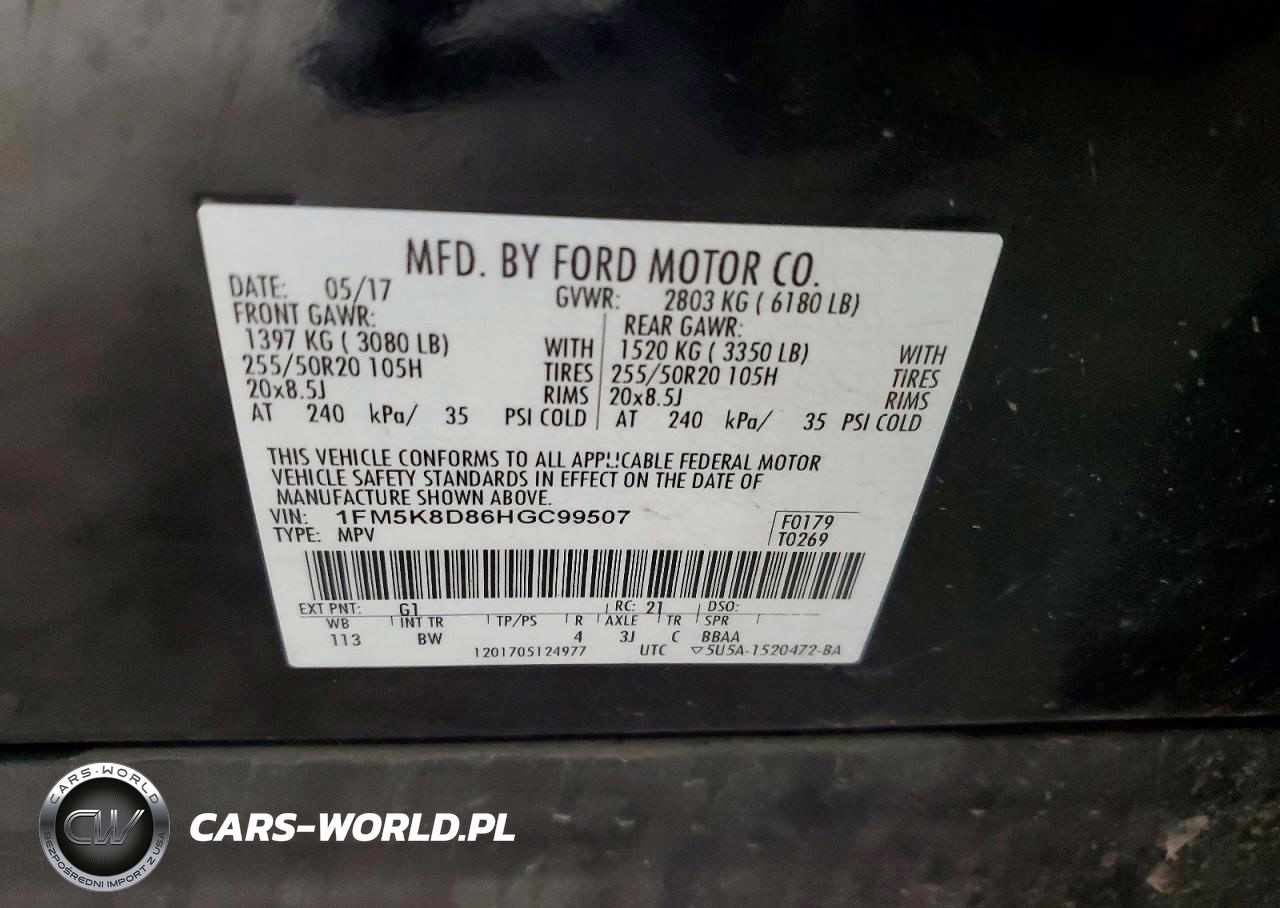 MFD. BY FORD MOTOR CO.
DATE: 05/17 GVWR: 2803 KG ( 6180 LB)
FRONT GAWR: REAR GAWR:
1397 KG ( 3080 LB) WITH 1520 KG ( 3350 LB) WITH
255/50R20 105H TIRES 255/50R20 105H TIRES
20x8.5J RIMS 20x8.5J RIMS
AT 240 kPa/ 35 PSI COLD AT 240 kPa/ 35 PSI COLD
THIS VEHICLE CONFORMS TO ALL APPLICABLE FEDERAL MOTOR
VEHICLE SAFETY STANDARDS IN EFFECT ON THE DATE OF
MANUFACTURE SHOWN ABOVE.
VIN: 1FM5K8D86HGC99507
TYPE: MPV
F0179
T0269
EXT PNT: G1 RC: 21 DSO:
WB INT TR TP/PS R AXLE TR SPR
113 BW 4 3J C BBAA
1201705124977 UTC ▽5U5A-1520472-BA
CARS-WORLD
CW
BEZPOŚREDNI IMPORT Z USA
CARS-WORLD.PL